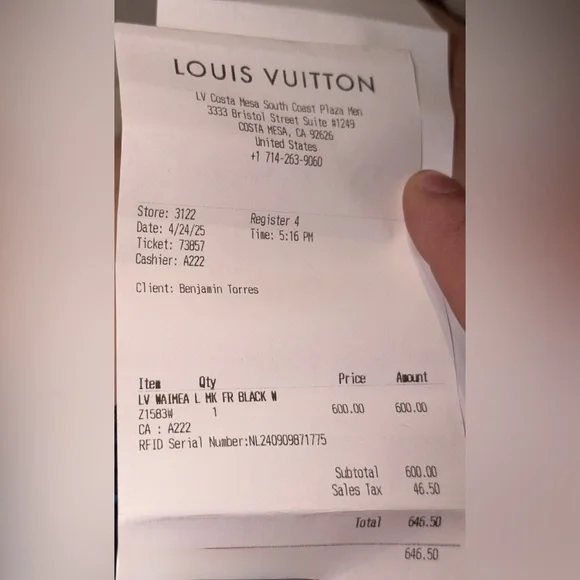 LOUIS VUITTON
LV Costa Mesa South Coast Plaza Men
3333 Bristol Street Suite #1249
COSTA MESA, CA 92626
United States
+1 714-263-9060
Store: 3122 Register 4
Date: 4/24/25 Time: 5:16 PM
Ticket: 73857
Cashier: A222
Client: Benjamin Torres
Item Qty Price Amount
LV WAIMEA L MK FR BLACK W
Z1583W 1 600.00 600.00
CA : A222
RFID Serial Number:NL240909871775
Subtotal 600.00
Sales Tax 46.50
Total 646.50
646.50